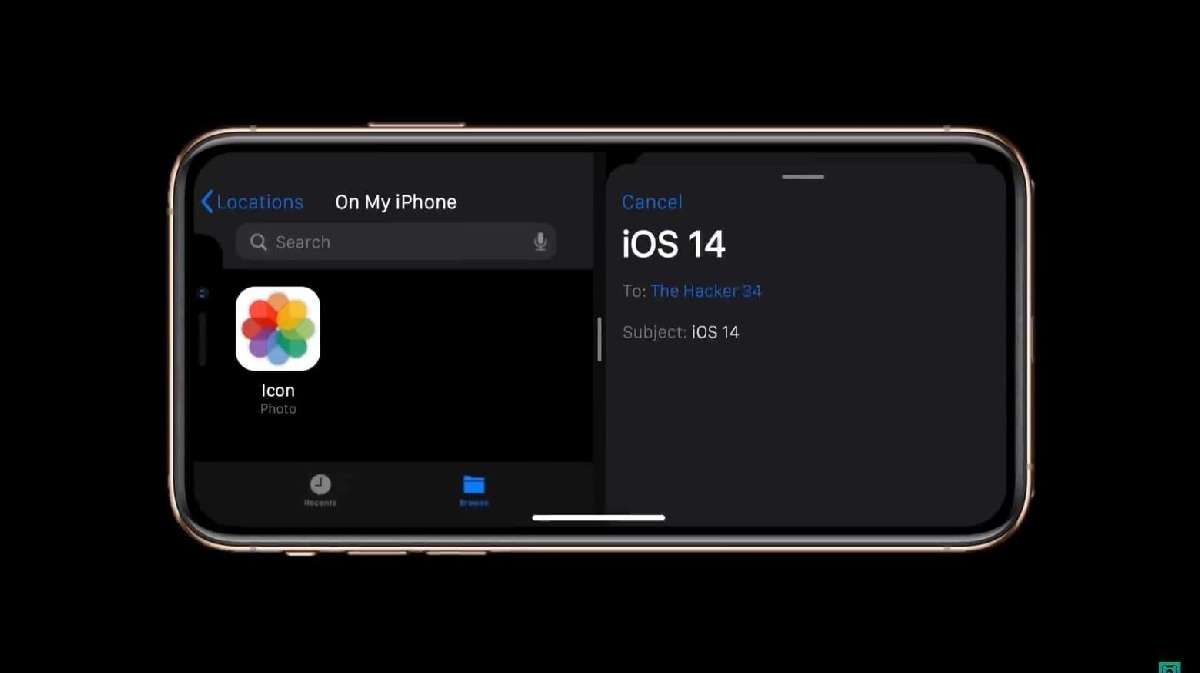 Locations
On My iPhone
Search
Icon
Photo
Recents
Browse
Cancel
iOS 14
To: The Hacker 34
Subject: iOS 14